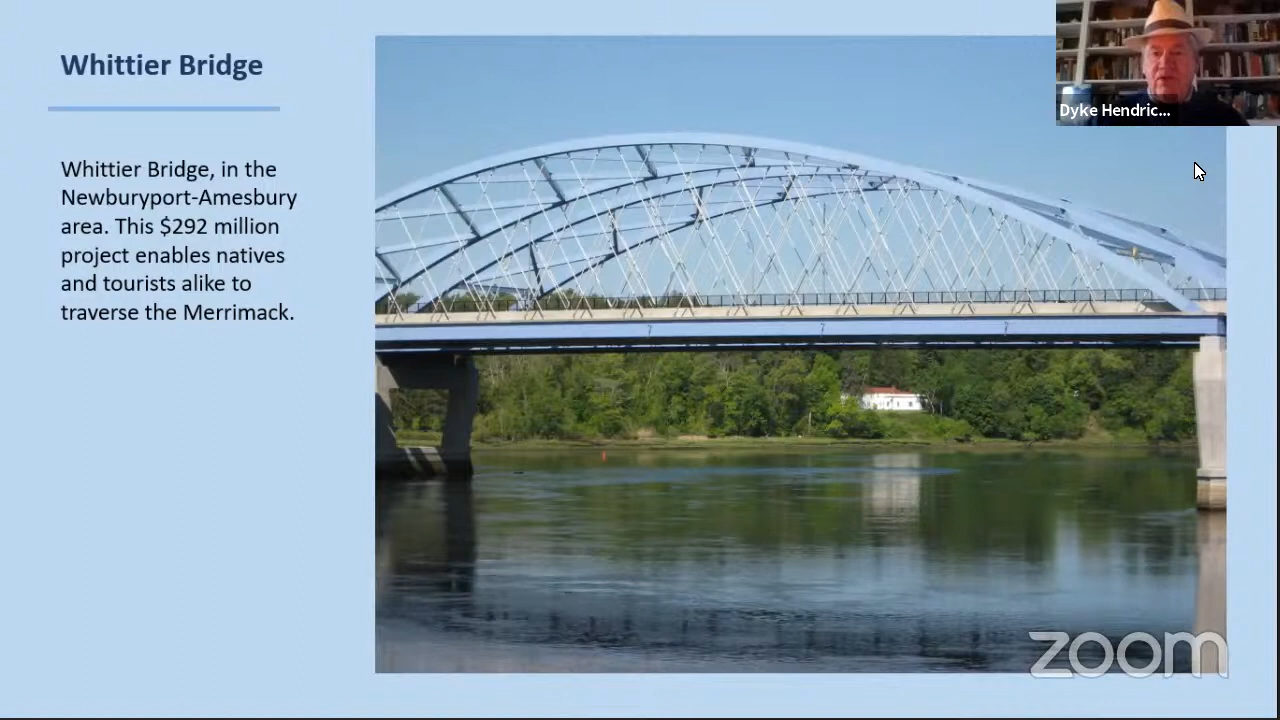 Whittier Bridge
Whittier Bridge, in the
Newburyport-Amesbury
area. This $292 million
project enables natives
and tourists alike to
traverse the Merrimack.
Dyke Hendric...
zoom